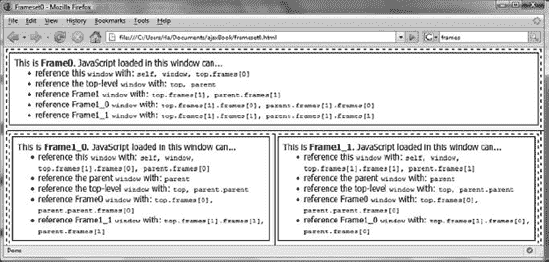 Frameset0 - Mozilla Firefox
File Edit View History Bookmarks Tools Help
file:///C:/Users/Ha/Documents/ajaxBook/frameset0.html
frames
This is Frame0. JavaScript loaded in this window can...
• reference this window with: self, window, top.frames[0]
• reference the top-level window with: top, parent
• reference Frame1 window with: top.frames[1], parent.frames[1]
• reference Frame1_0 window with: top.frames[1].frames[0], parent.frames[1].frames[0]
• reference Frame1_1 window with: top.frames[1].frames[1], parent.frames[1].frames[1]
This is Frame1_0. JavaScript loaded in this window can...
• reference this window with: self, window,
top.frames[1].frames[0], parent.frames[0]
• reference the parent window with: parent
• reference the top-level window with: top, parent.parent
• reference Frame0 window with: top.frames[0],
parent.parent.frames[0]
• reference Frame1_1 window with: top.frames[1].frames[1],
parent.frames[1]
This is Frame1_1. JavaScript loaded in this window can...
• reference this window with: self, window,
top.frames[1].frames[1], parent.frames[1]
• reference the parent window with: parent
• reference the top-level window with: top, parent.parent
• reference Frame0 window with: top.frames[0],
parent.parent.frames[0]
• reference Frame1_0 window with: top.frames[1].frames[0],
parent.frames[0]
Done